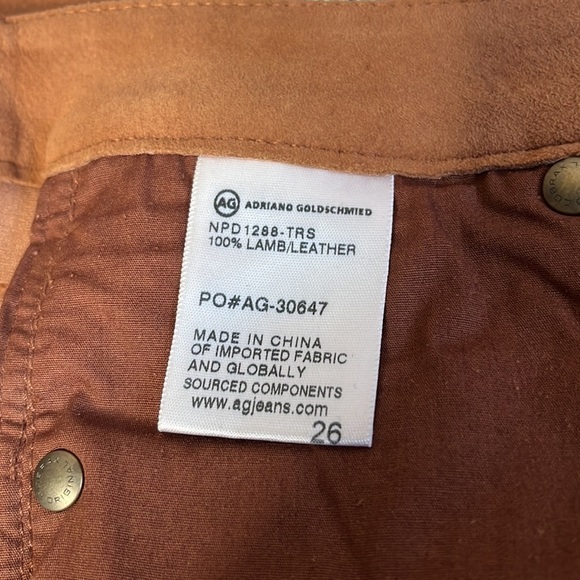 AG ADRIANO GOLDSCHMIED
NPD1288-TRS
100% LAMB/LEATHER
PO#AG-30647
MADE IN CHINA
OF IMPORTED FABRIC
AND GLOBALLY
SOURCED COMPONENTS
www.agjeans.com
26
ORIGINAL